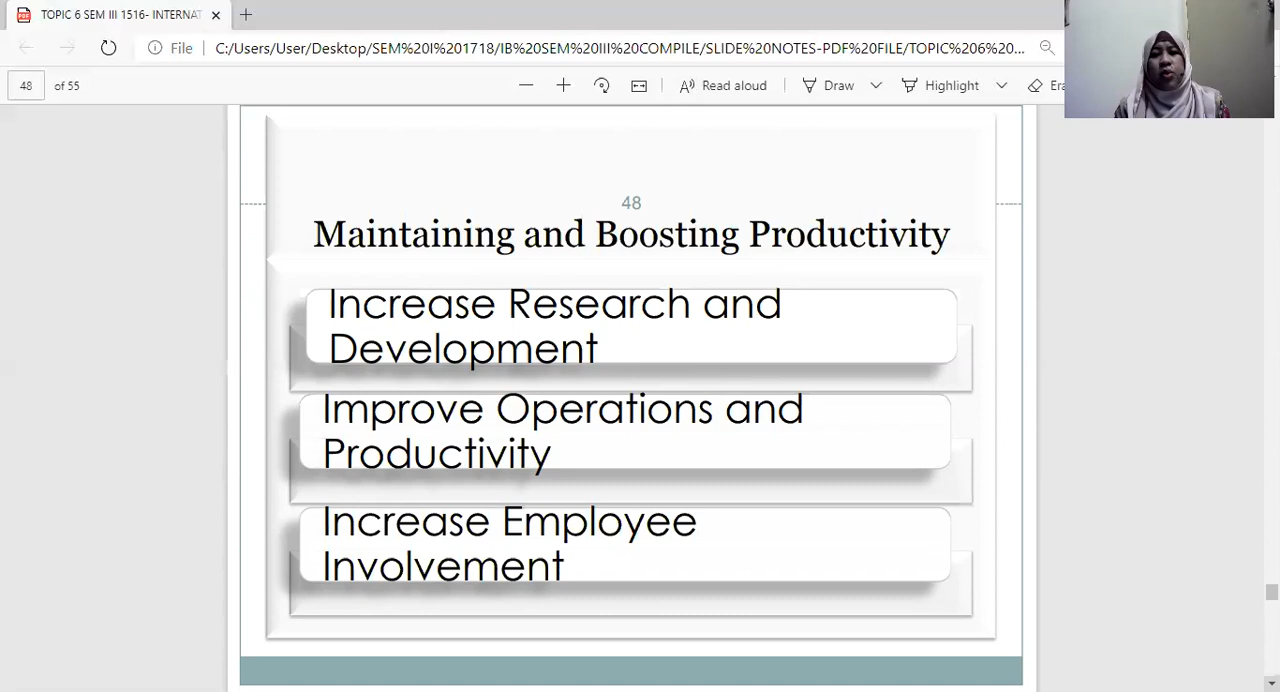 TOPIC 6 SEM III 1516- INTERNAT
File
C:/Users/User/Desktop/SEM%20I%201718/IB%20SEM%20III%20COMPILE/SLIDE%20NOTES-PDF%20FILE/TOPIC%206%20...
48 of 55
Read aloud
Draw
Highlight
Era
48
Maintaining and Boosting Productivity
Increase Research and
Development
Improve Operations and
Productivity
Increase Employee
Involvement